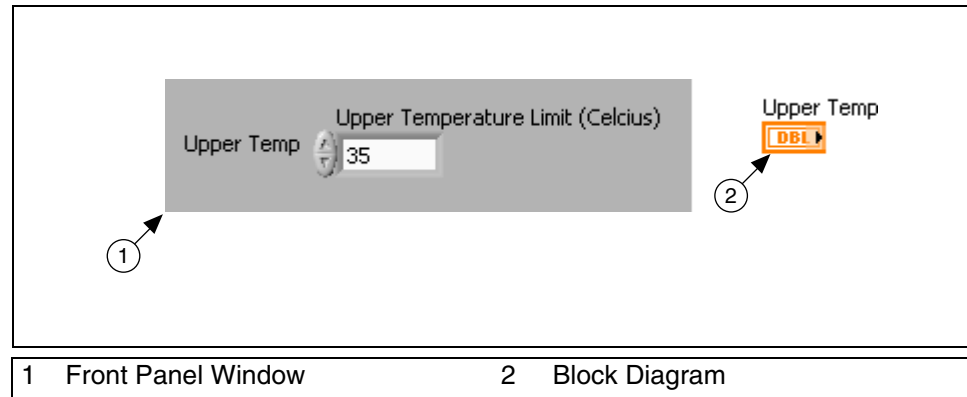 Upper Temperature Limit (Celcius)
Upper Temp
35
Upper Temp
DBL
1
2
1 Front Panel Window 2 Block Diagram